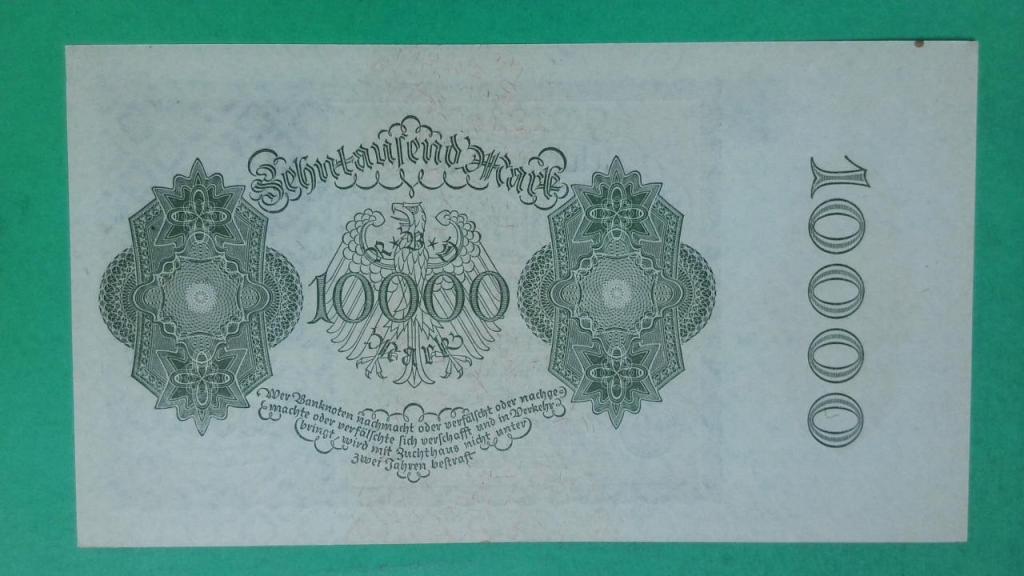 Zehntausend Mark
R·B·D
10000
Mark
Wer Banknoten nachmacht oder verfälscht oder nachge-
machte oder verfälschte sich verschafft und in Verkehr
bringt, wird mit Zuchthaus nicht unter
zwei Jahren bestraft
10000